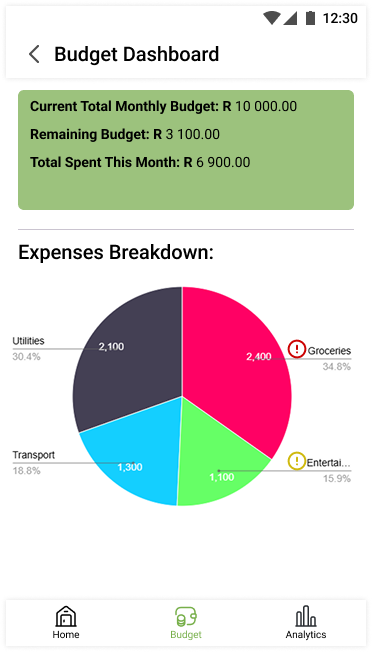 12:30
Budget Dashboard
Current Total Monthly Budget: R 10 000.00
Remaining Budget: R 3 100.00
Total Spent This Month: R 6 900.00
Expenses Breakdown:
Utilities
30.4%
2,100
2,400
Groceries
34.8%
Transport
18.8%
1,300
1,100
Entertai...
15.9%
Home
Budget
Analytics